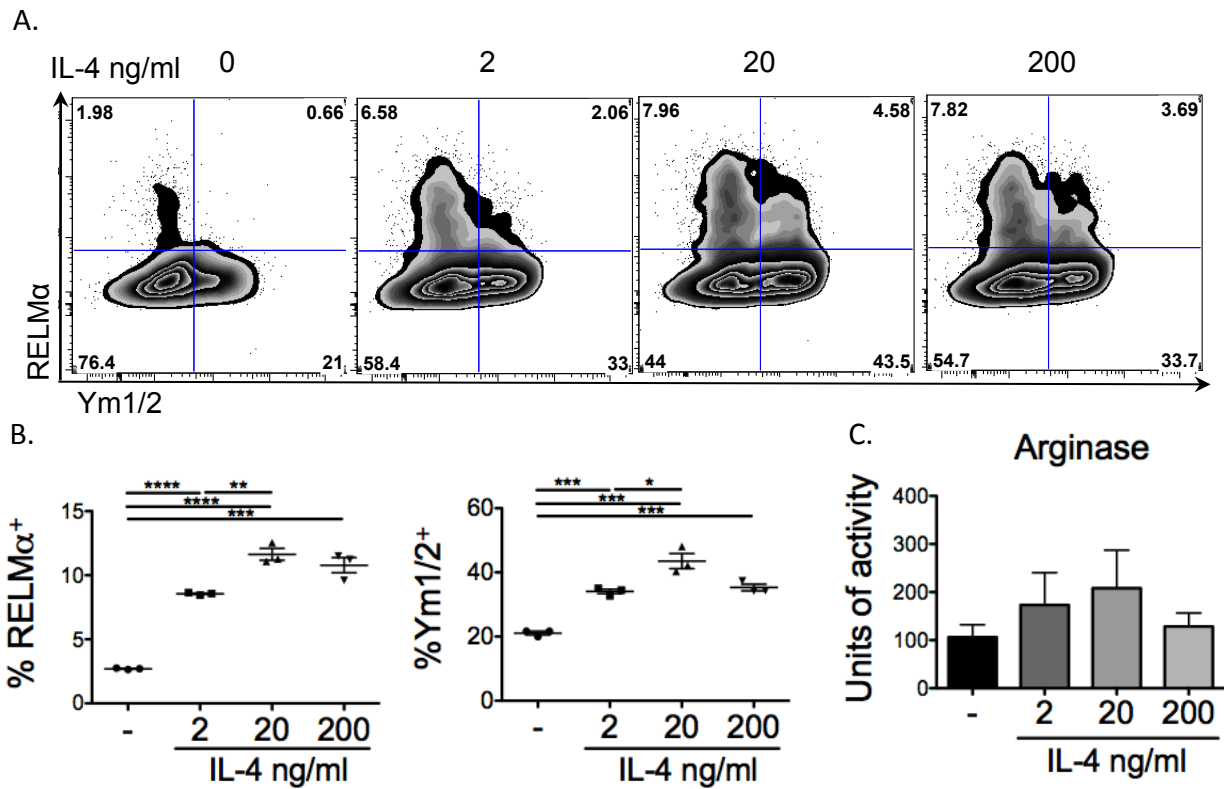 A.
IL-4 ng/ml 0 2 20 200
1.98 0.66 6.58 2.06 7.96 4.58 7.82 3.69
RELMα
76.4 21 58.4 33 44 43.5 54.7 33.7
Ym1/2
B.
**** **
****
***
% RELMα+
15
10
5
0
- 2 20 200
IL-4 ng/ml
*** *
***
***
%Ym1/2+
60
40
20
0
- 2 20 200
IL-4 ng/ml
C.
Arginase
Units of activity
400
300
200
100
0
- 2 20 200
IL-4 ng/ml